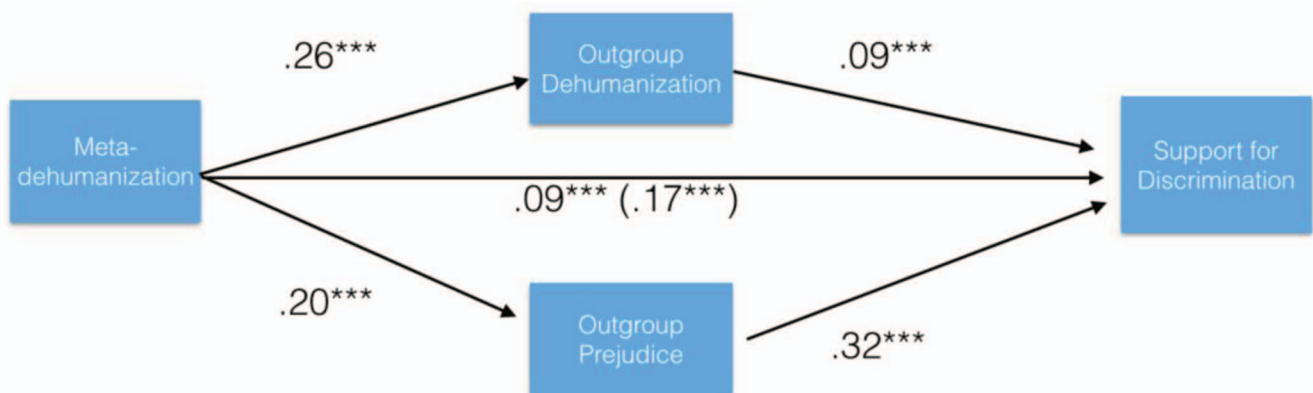 .26***
Outgroup
Dehumanization
.09***
Meta-
dehumanization
Support for
Discrimination
.09*** (.17***)
.20***
Outgroup
Prejudice
.32***